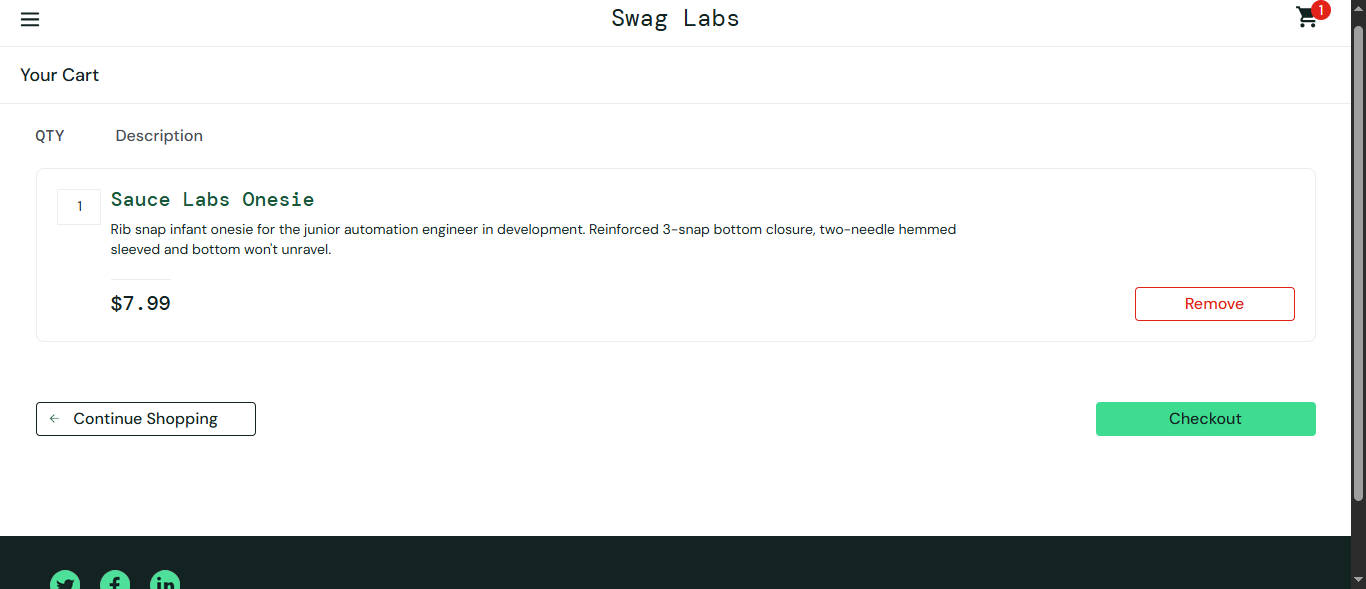 Swag Labs
1
Your Cart
QTY Description
1
Sauce Labs Onesie
Rib snap infant onesie for the junior automation engineer in development. Reinforced 3-snap bottom closure, two-needle hemmed
sleeved and bottom won't unravel.
$7.99
Remove
Continue Shopping
Checkout